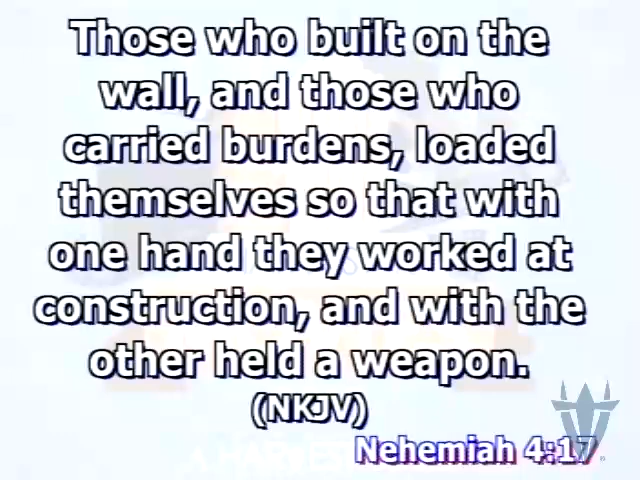 Those who built on the
wall, and those who
carried burdens, loaded
themselves so that with
one hand they worked at
construction, and with the
other held a weapon.
(NKJV)
Nehemiah 4:17